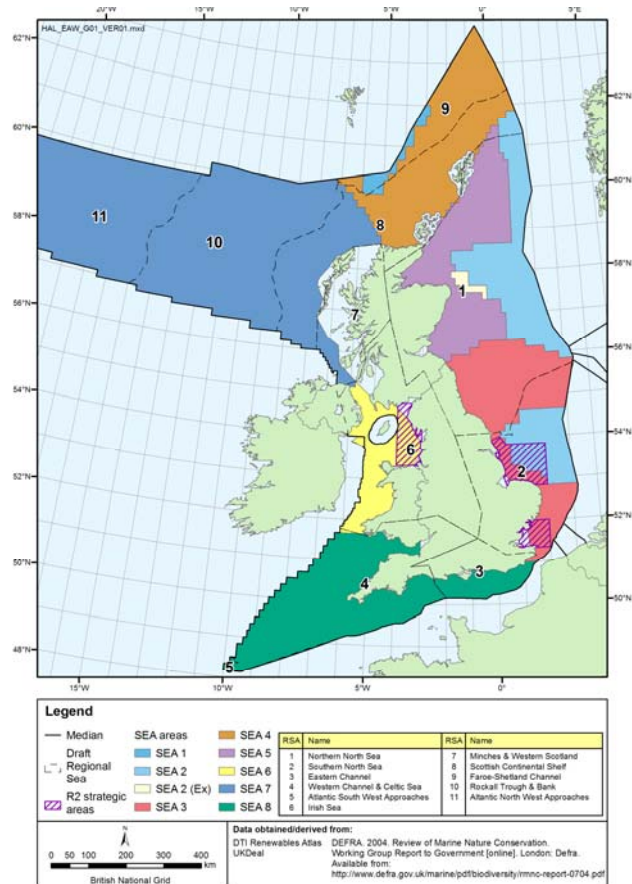 HAL_EAW_G01_VER01.mxd
15°W 10°W 5°W 0° 5°E
62°N
60°N
58°N
56°N
54°N
52°N
50°N
48°N
62°N
60°N
58°N
56°N
54°N
52°N
50°N
9
11
10
8
7
1
6
2
4
3
5
15°W 10°W 5°W 0°
Legend
Median
Draft Regional Sea
R2 strategic areas
SEA areas
SEA 1
SEA 2
SEA 2 (Ex)
SEA 3
SEA 4
SEA 5
SEA 6
SEA 7
SEA 8
RSA Name RSA Name
1 Northern North Sea 7 Minches & Western Scotland
2 Southern North Sea 8 Scottish Continental Shelf
3 Eastern Channel 9 Faroe-Shetland Channel
4 Western Channel & Celtic Sea 10 Rockall Trough & Bank
5 Atlantic South West Approaches 11 Altantic North West Approaches
6 Irish Sea
N
0 50 100 200 300 400
km
British National Grid
Data obtained/derived from:
DTI Renewables Atlas DEFRA. 2004. Review of Marine Nature Conservation.
UKDeal Working Group Report to Government [online]. London: Defra.
Available from:
http://www.defra.gov.uk/marine/pdf/biodiversity/rmnc-report-0704.pdf